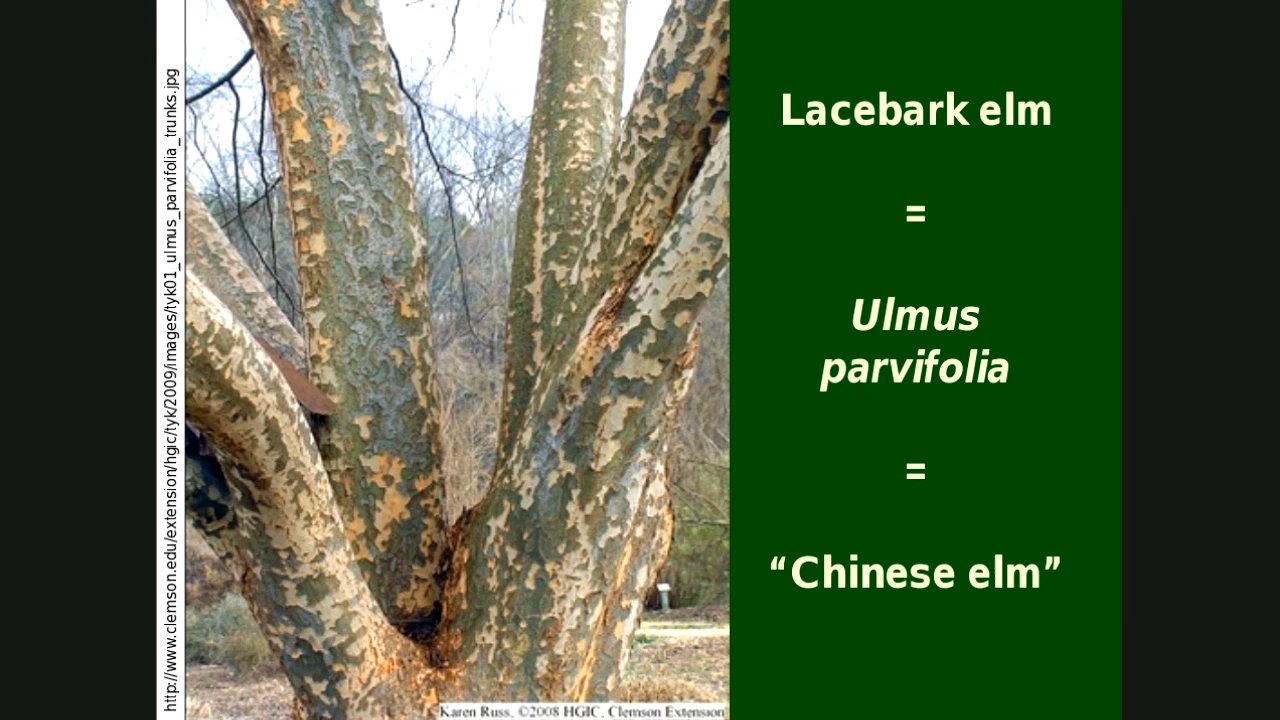 http://www.clemson.edu/extension/hgic/tyk/2009/images/tyk01_ulmus_parvifolia_trunks.jpg
Karen Russ, ©2008 HGIC, Clemson Extension
Lacebark elm
=
Ulmus
parvifolia
=
“Chinese elm”